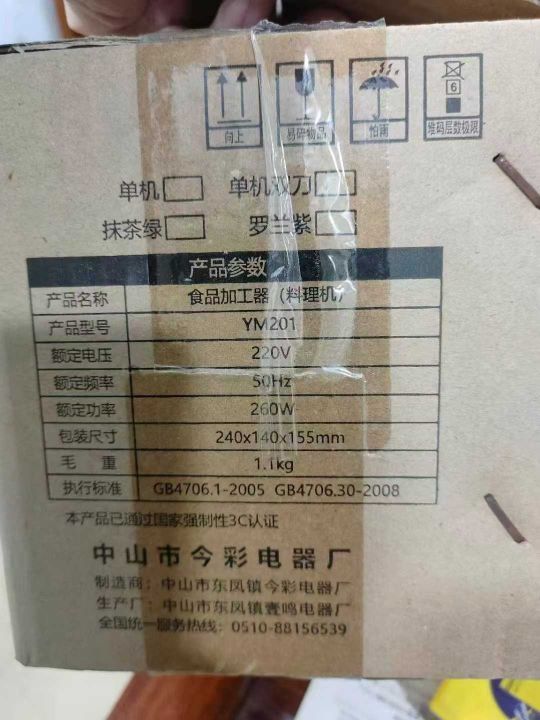 向上 易碎物品 怕雨 6 堆码层数极限
单机 单机双刀
抹茶绿 罗兰紫
产品参数
产品名称 食品加工器（料理机）
产品型号 YM201
额定电压 220V
额定频率 50Hz
额定功率 260W
包装尺寸 240x140x155mm
毛 重 1.1kg
执行标准 GB4706.1-2005 GB4706.30-2008
本产品已通过国家强制性3C认证
中山市今彩电器厂
制造商：中山市东凤镇今彩电器厂
生产厂：中山市东凤镇壹鸣电器厂
全国统一服务热线：0510-88156539